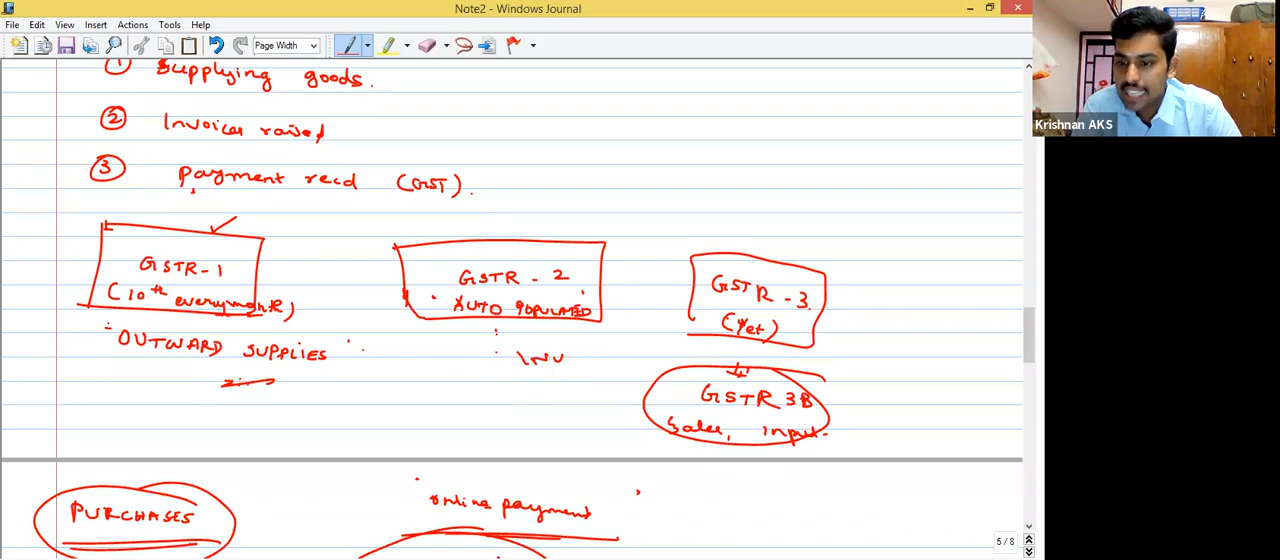 Note2 - Windows Journal
File Edit View Insert Actions Tools Help
Page Width
Krishnan AKS
① Supplying goods.
② Invoices raised
③ Payment recd (GST).
GSTR-1
(10th every month)
OUTWARD SUPPLIES
GSTR - 2
AUTO POPULATED
INV
GSTR - 3
(Yet)
GSTR 3B
Sales, input
PURCHASES
online payment
5 / 8